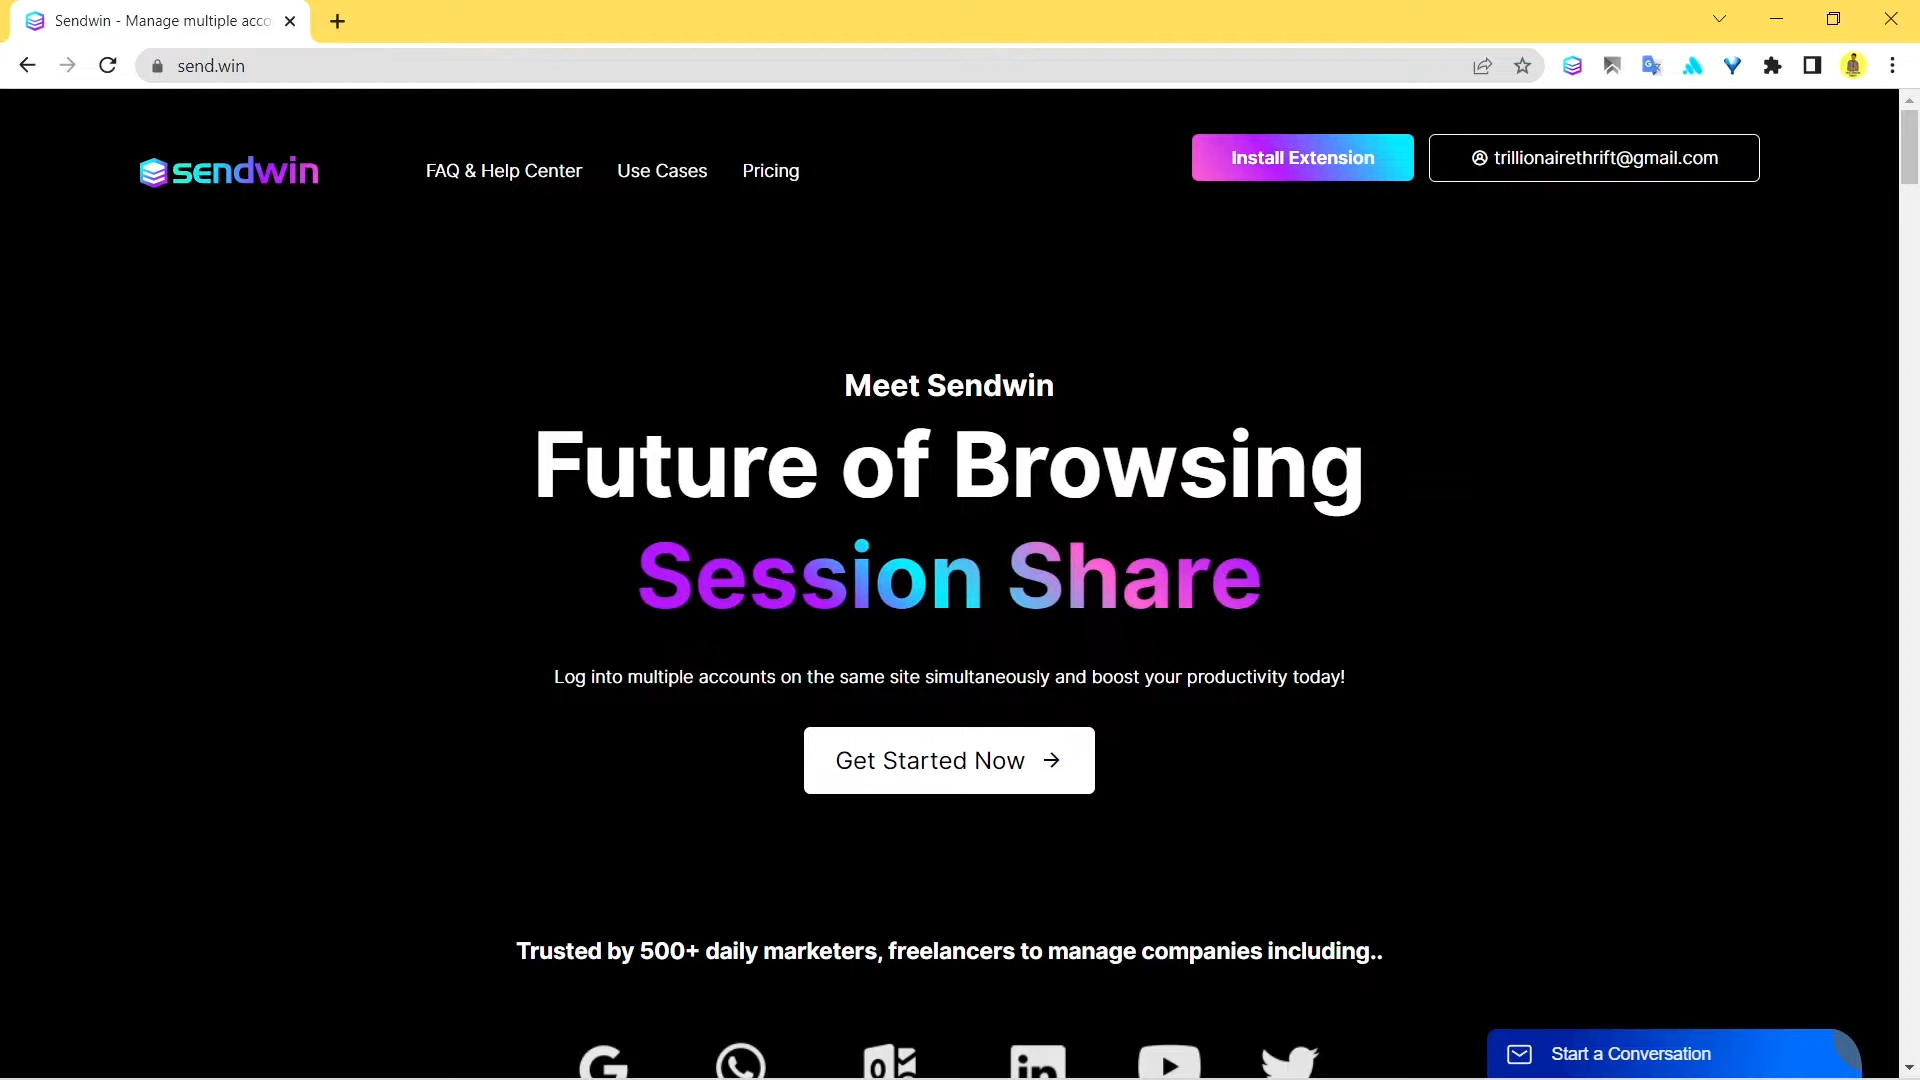 Sendwin - Manage multiple acco
send.win
sendwin
FAQ & Help Center
Use Cases
Pricing
Install Extension
trillionairethrift@gmail.com
Meet Sendwin
Future of Browsing
Session Share
Log into multiple accounts on the same site simultaneously and boost your productivity today!
Get Started Now →
Trusted by 500+ daily marketers, freelancers to manage companies including..
Start a Conversation